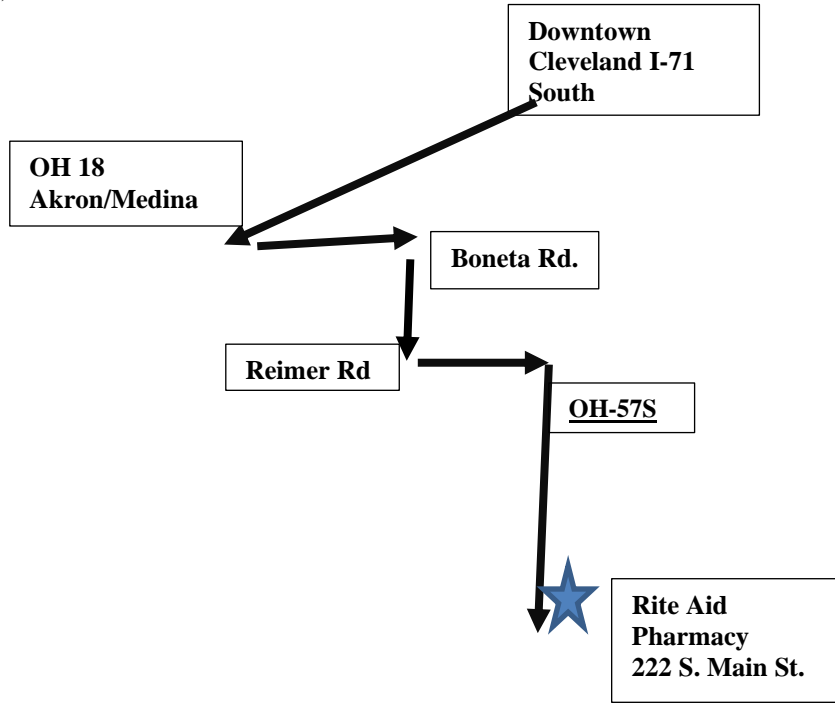 Downtown
Cleveland I-71
South
OH 18
Akron/Medina
Boneta Rd.
Reimer Rd
OH-57S
Rite Aid
Pharmacy
222 S. Main St.